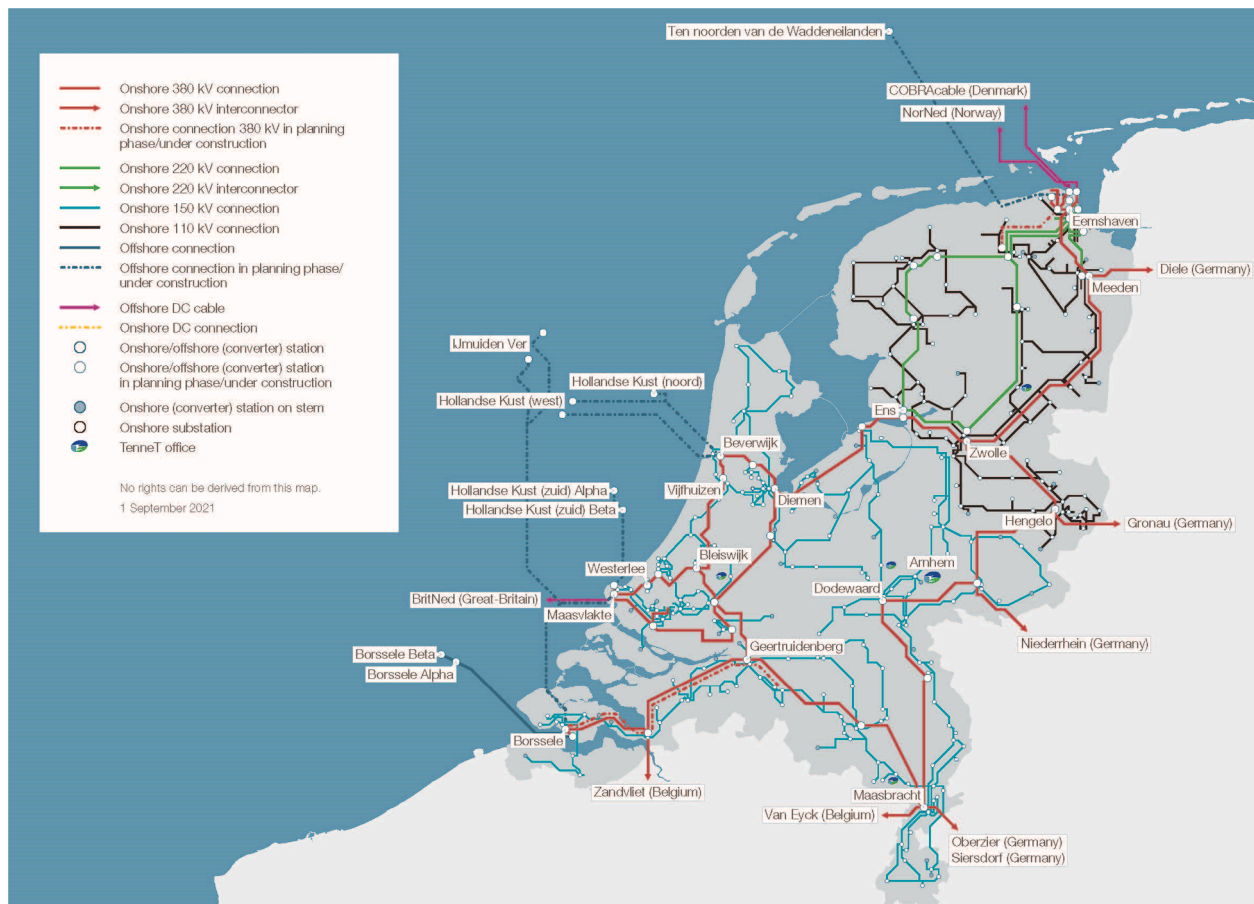 Onshore 380 kV connection
Onshore 380 kV interconnector
Onshore connection 380 kV in planning
phase/under construction
Onshore 220 kV connection
Onshore 220 kV interconnector
Onshore 150 kV connection
Onshore 110 kV connection
Offshore connection
Offshore connection in planning phase/
under construction
Offshore DC cable
Onshore DC connection
Onshore/offshore (converter) station
Onshore/offshore (converter) station
in planning phase/under construction
Onshore (converter) station on stern
Onshore substation
TenneT office
No rights can be derived from this map.
1 September 2021
Ten noorden van de Waddeneilanden
COBRAcable (Denmark)
NorNed (Norway)
Eemshaven
Diele (Germany)
Meeden
IJmuiden Ver
Hollandse Kust (noord)
Hollandse Kust (west)
Ens
Beverwijk
Zwolle
Vijfhuizen
Hollandse Kust (zuid) Alpha
Diemen
Hollandse Kust (zuid) Beta
Hengelo
Gronau (Germany)
Bleiswijk
Arnhem
Westerlee
Dodewaard
BritNed (Great-Britain)
Maasvlakte
Niederrhein (Germany)
Geertruidenberg
Borssele Beta
Borssele Alpha
Borssele
Zandvliet (Belgium)
Maasbracht
Van Eyck (Belgium)
Oberzier (Germany)
Siersdorf (Germany)